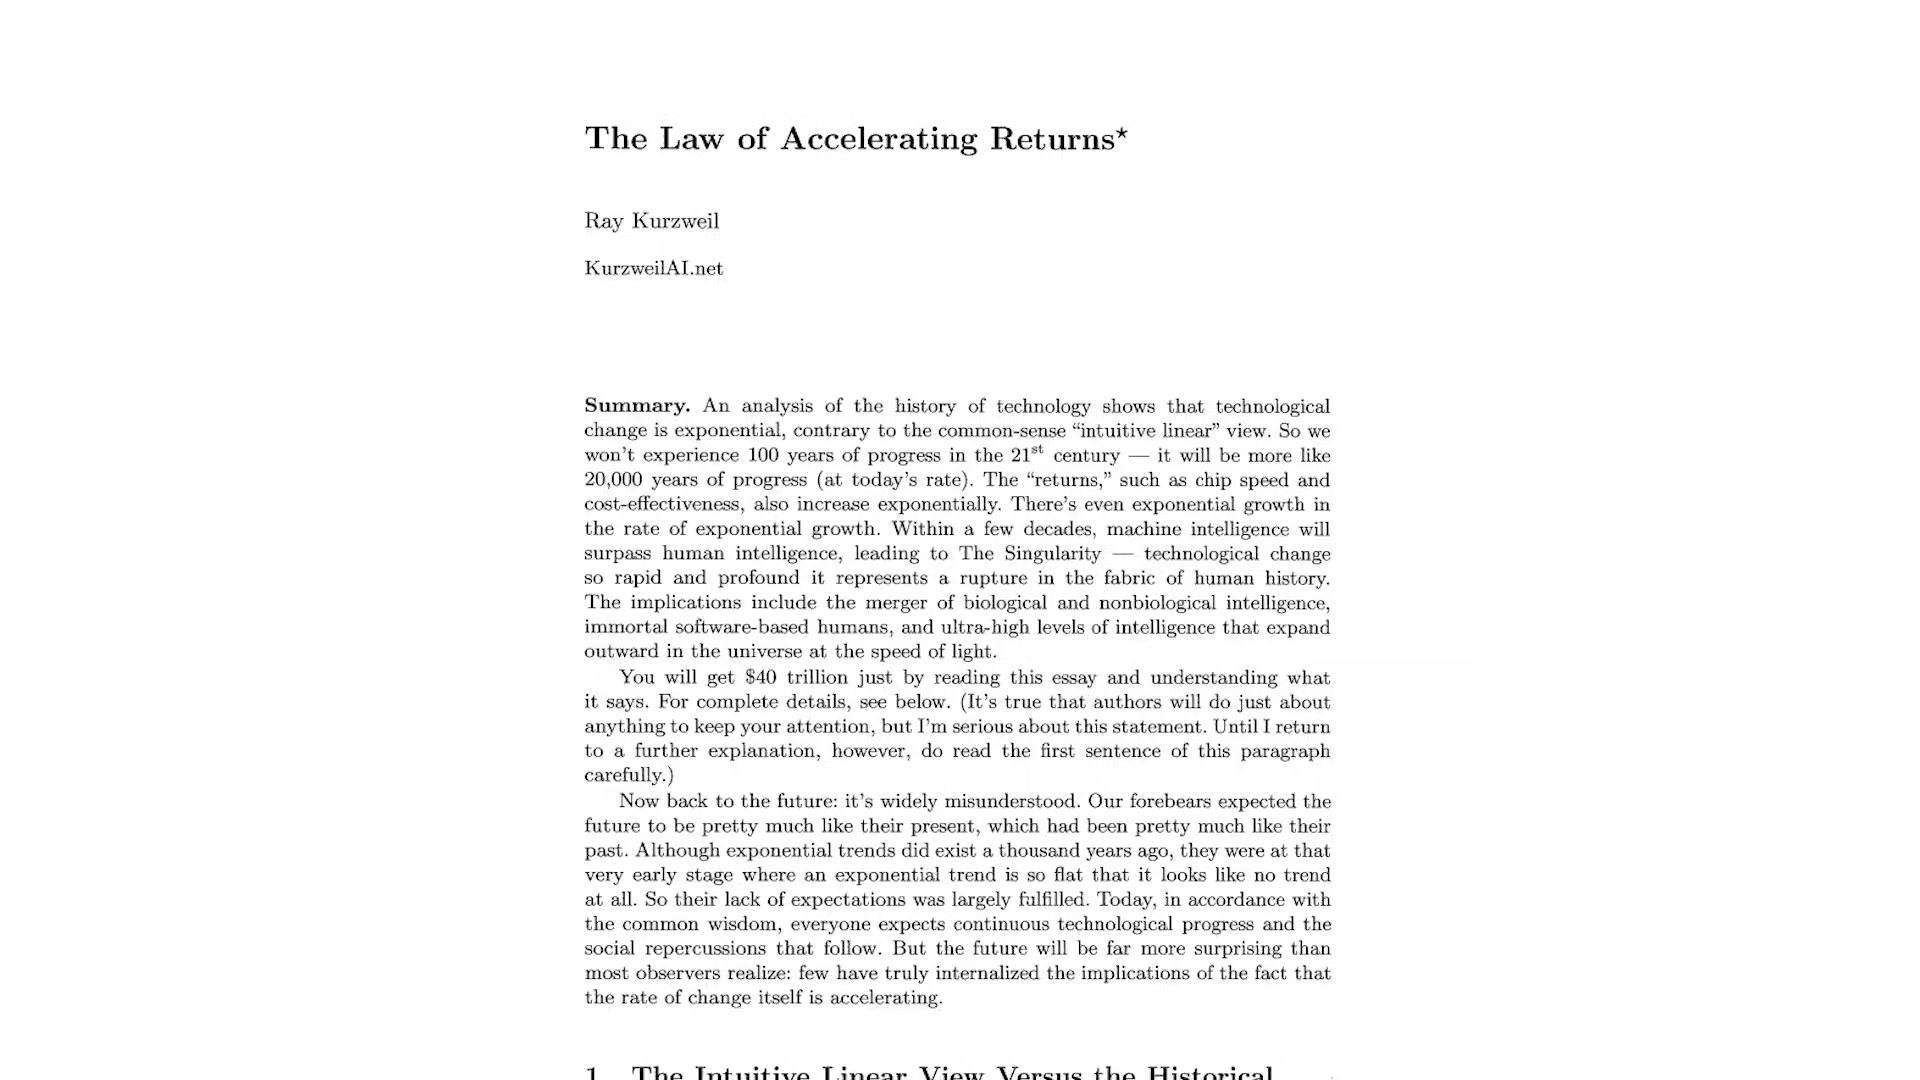 The Law of Accelerating Returns*
Ray Kurzweil
KurzweilAI.net
Summary. An analysis of the history of technology shows that technological
change is exponential, contrary to the common-sense “intuitive linear” view. So we
won’t experience 100 years of progress in the 21st century — it will be more like
20,000 years of progress (at today’s rate). The “returns,” such as chip speed and
cost-effectiveness, also increase exponentially. There’s even exponential growth in
the rate of exponential growth. Within a few decades, machine intelligence will
surpass human intelligence, leading to The Singularity — technological change
so rapid and profound it represents a rupture in the fabric of human history.
The implications include the merger of biological and nonbiological intelligence,
immortal software-based humans, and ultra-high levels of intelligence that expand
outward in the universe at the speed of light.
You will get $40 trillion just by reading this essay and understanding what
it says. For complete details, see below. (It’s true that authors will do just about
anything to keep your attention, but I’m serious about this statement. Until I return
to a further explanation, however, do read the first sentence of this paragraph
carefully.)
Now back to the future: it’s widely misunderstood. Our forebears expected the
future to be pretty much like their present, which had been pretty much like their
past. Although exponential trends did exist a thousand years ago, they were at that
very early stage where an exponential trend is so flat that it looks like no trend
at all. So their lack of expectations was largely fulfilled. Today, in accordance with
the common wisdom, everyone expects continuous technological progress and the
social repercussions that follow. But the future will be far more surprising than
most observers realize: few have truly internalized the implications of the fact that
the rate of change itself is accelerating.
1 The Intuitive Linear View Versus the Historical